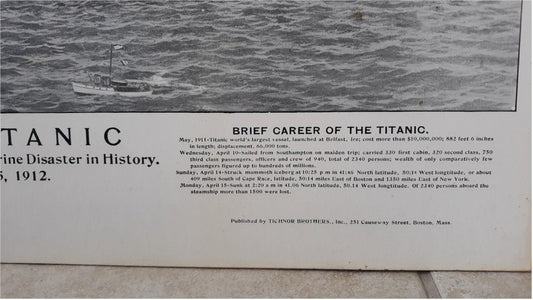 TANIC
rine Disaster in History.
5, 1912.
BRIEF CAREER OF THE TITANIC.
May, 1911-Titanic world's largest vessel, launched at Belfast, Ire; cost more than $10,000,000; 882 feet 6 inches
in length; displacement, 66,000 tons.
Wednesday, April 10-Sailed from Southampton on maiden trip; carried 320 first cabin, 320 second class, 750
third class passengers, officers and crew of 940, total of 2340 persons; wealth of only comparatively few
passengers figured up to hundreds of millions.
Sunday, April 14-Struck mammoth iceberg at 10:25 p m in 41:46 North latitude, 50:14 West longtitude, or about
409 miles South of Cape Race, latitude, 50:14 miles East of Boston and 1350 miles East of New York.
Monday, April 15-Sunk at 2:20 a m in 41.06 North latitude, 50.14 West longtitude. Of 2340 persons aboard the
steamship more than 1500 were lost.
Published by TICHNOR BROTHERS., Inc., 251 Causeway Street, Boston, Mass.